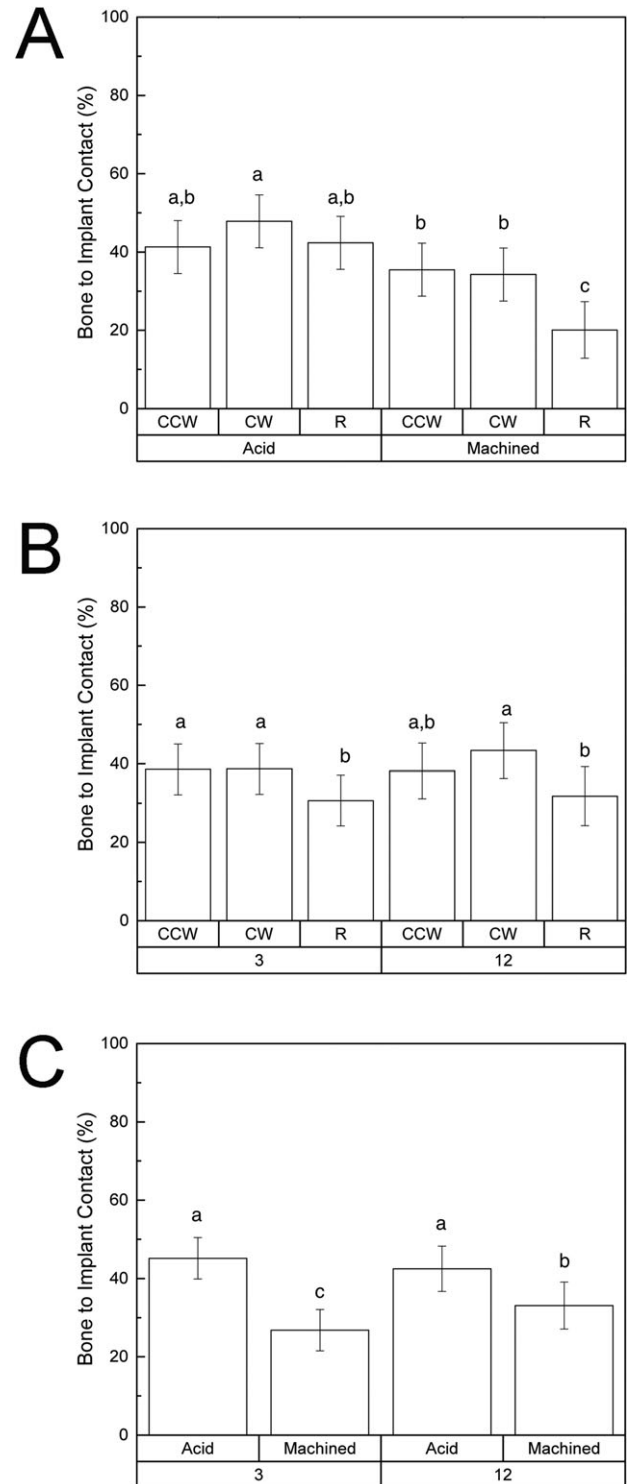 A
Bone to Implant Contact (%)
100
80
60
40
20
0
a,b
a
a,b
b
b
c
CCW CW R CCW CW R
Acid Machined
B
Bone to Implant Contact (%)
100
80
60
40
20
0
a
a
b
a,b
a
b
CCW CW R CCW CW R
3 12
C
Bone to Implant Contact (%)
100
80
60
40
20
0
a
c
a
b
Acid Machined Acid Machined
3 12